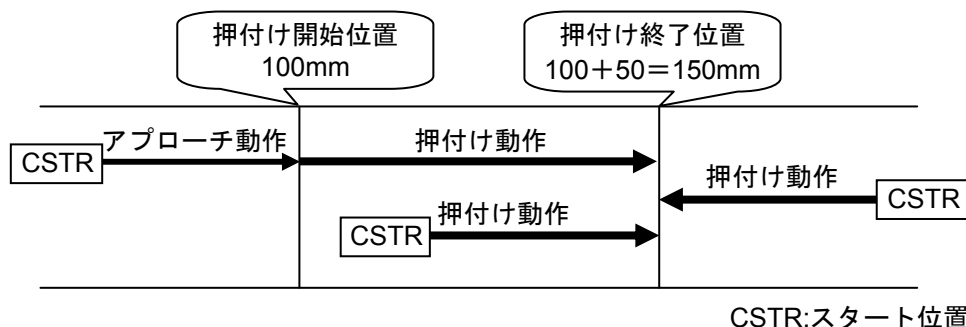 押付け開始位置
100mm
押付け終了位置
100+50=150mm
アプローチ動作
押付け動作
CSTR
押付け動作
CSTR
押付け動作
CSTR
CSTR:スタート位置